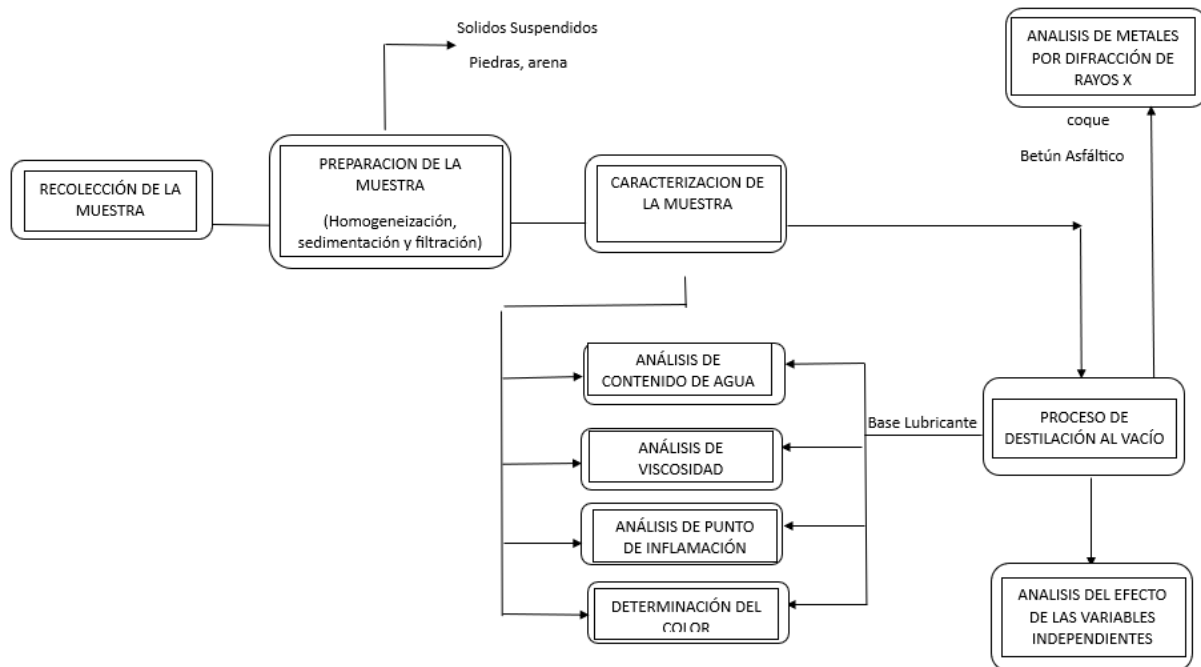 Solidos Suspendidos
Piedras, arena
ANALISIS DE METALES
POR DIFRACCIÓN DE
RAYOS X
coque
Betún Asfáltico
RECOLECCIÓN DE LA
MUESTRA
PREPARACION DE LA
MUESTRA
(Homogeneización,
sedimentación y filtración)
CARACTERIZACION DE
LA MUESTRA
ANÁLISIS DE
CONTENIDO DE AGUA
ANÁLISIS DE
VISCOSIDAD
ANÁLISIS DE PUNTO
DE INFLAMACIÓN
DETERMINACIÓN DEL
COLOR
Base Lubricante
PROCESO DE
DESTILACIÓN AL VACÍO
ANALISIS DEL EFECTO
DE LAS VARIABLES
INDEPENDIENTES